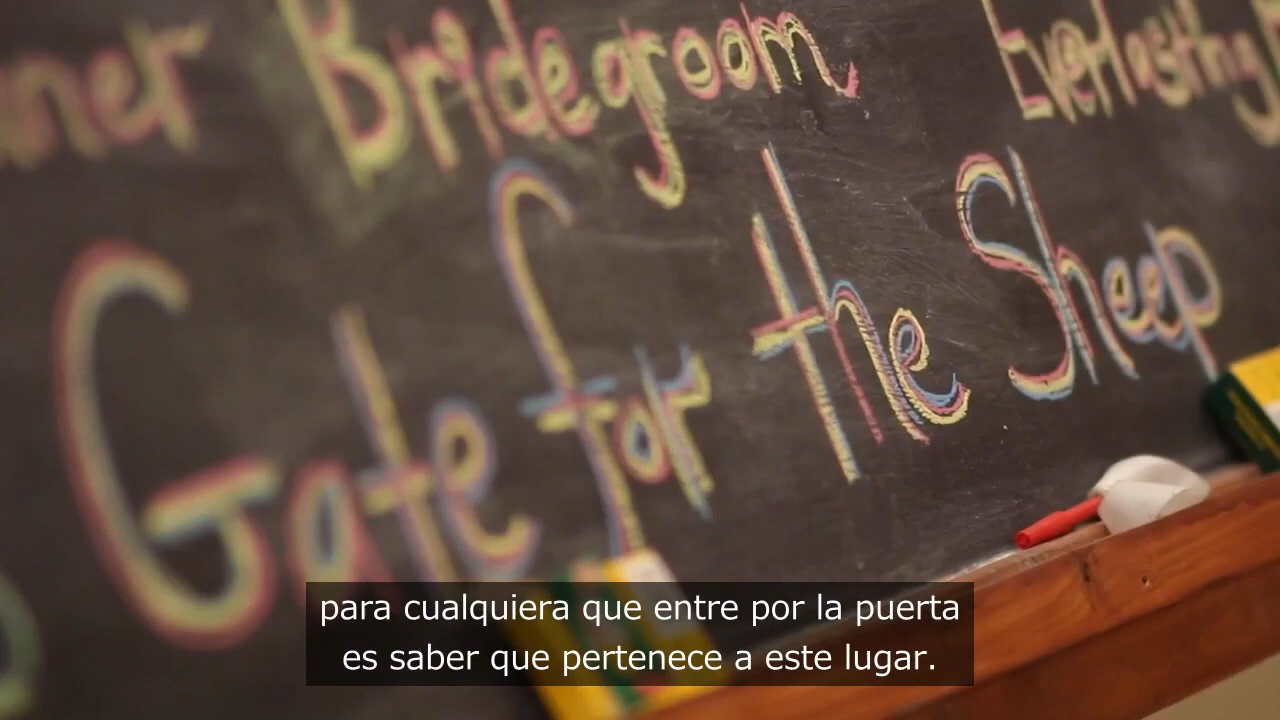 Bridegroom Everlasting
Gate for the Sheep
para cualquiera que entre por la puerta
es saber que pertenece a este lugar.